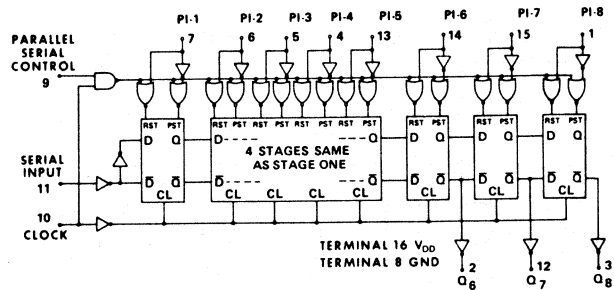 PI-1 PI-2 PI-3 PI-4 PI-5 PI-6 PI-7 PI-8
7 6 5 4 13 14 15 1
PARALLEL
SERIAL
CONTROL
9
RST PST RST PST RST PST RST PST RST PST RST PST RST PST RST PST
D Q D Q D Q D Q D Q
4 STAGES SAME
AS STAGE ONE
SERIAL
INPUT
11
D Q D Q D Q D Q D Q
CL CL CL CL CL CL CL CL
10
CLOCK
TERMINAL 16 VDD
TERMINAL 8 GND
2 12 3
Q6 Q7 Q8